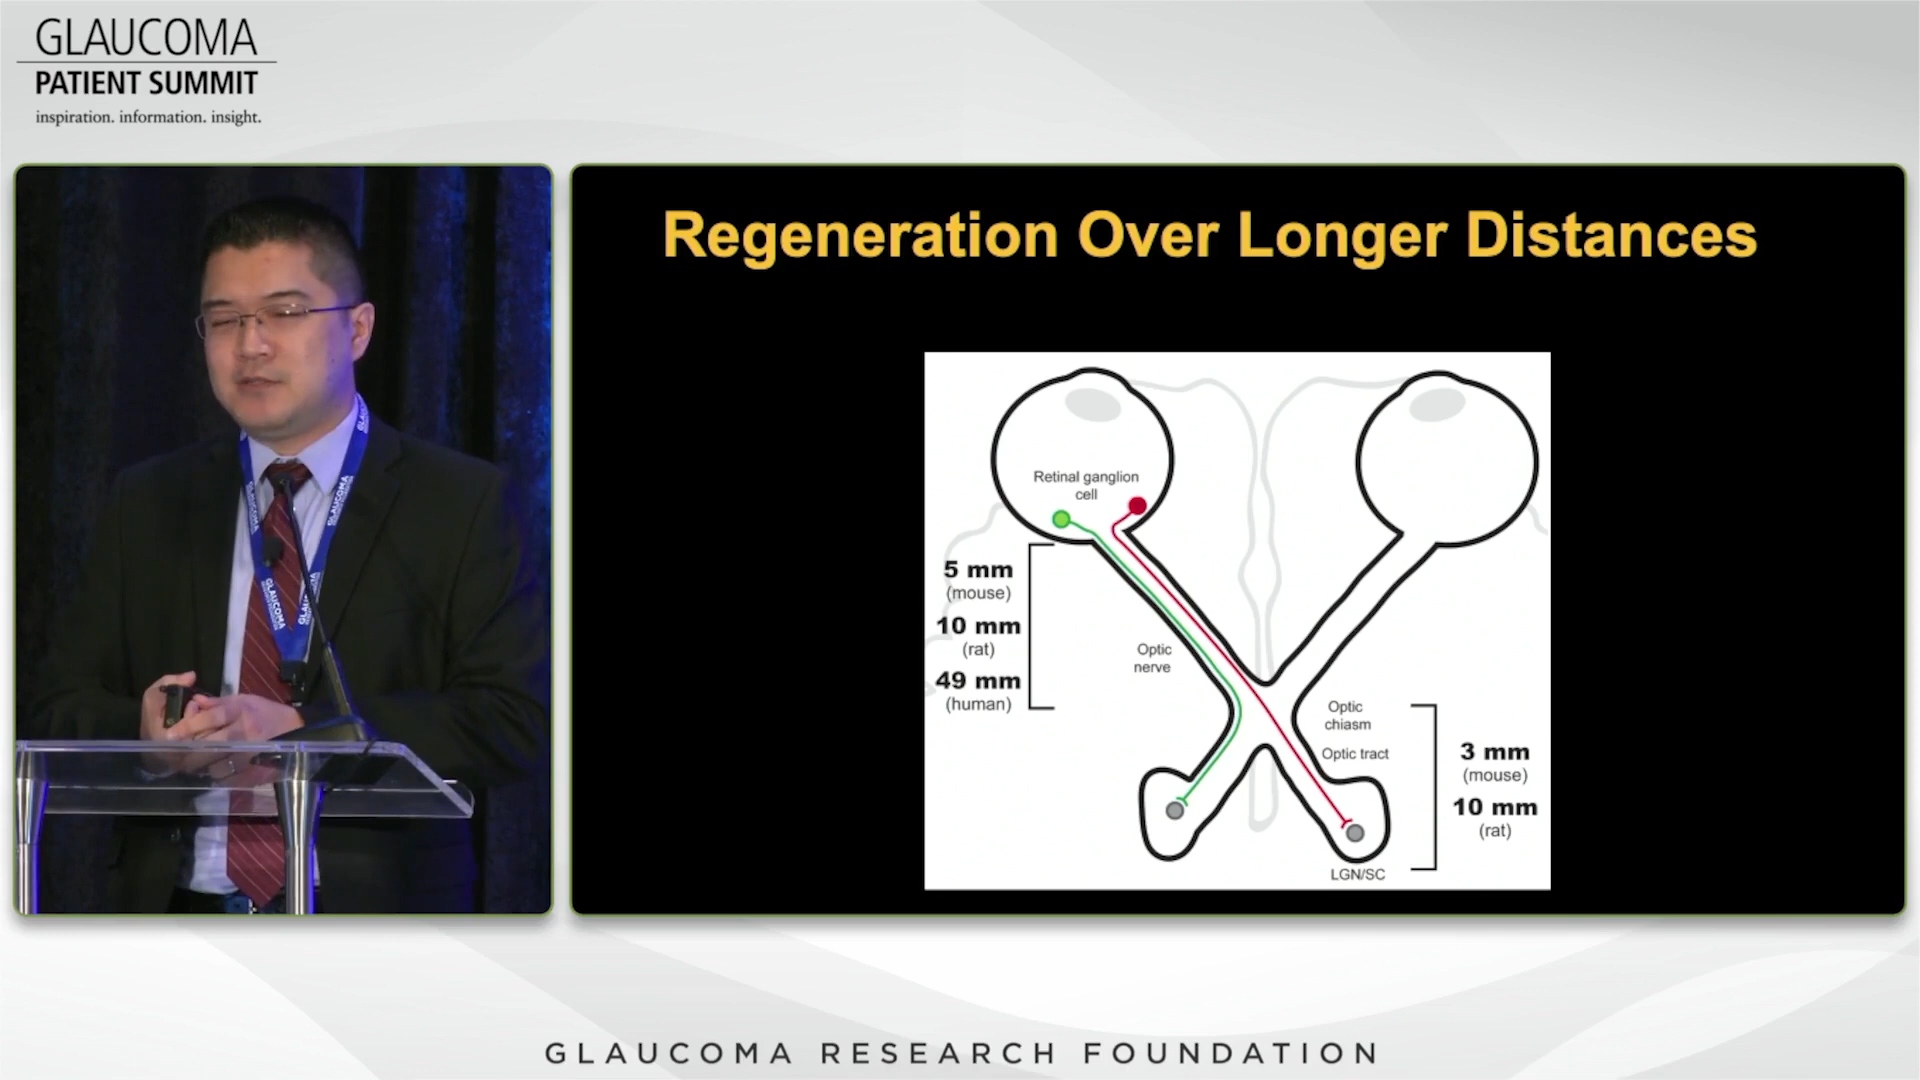 GLAUCOMA
PATIENT SUMMIT
inspiration. information. insight.
Regeneration Over Longer Distances
Retinal ganglion
cell
5 mm
(mouse)
10 mm
(rat)
49 mm
(human)
Optic
nerve
Optic
chiasm
Optic tract
3 mm
(mouse)
10 mm
(rat)
LGN/SC
GLAUCOMA
GLAUCOMA
GLAUCOMA RESEARCH FOUNDATION